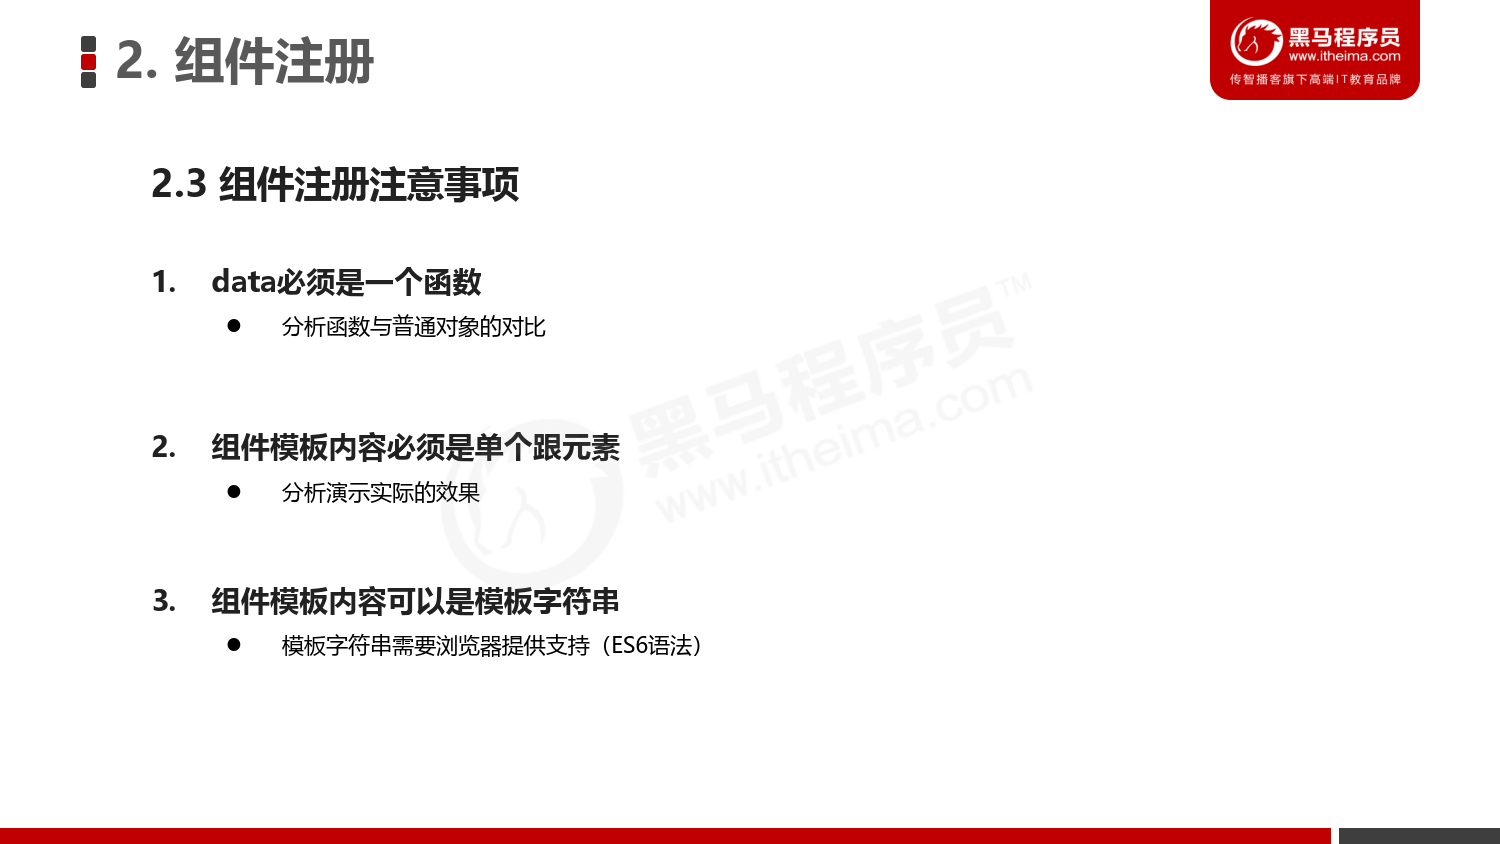 2. 组件注册
黑马程序员
www.itheima.com
传智播客旗下高端IT教育品牌
2.3 组件注册注意事项
1. data必须是一个函数
● 分析函数与普通对象的对比
2. 组件模板内容必须是单个跟元素
● 分析演示实际的效果
3. 组件模板内容可以是模板字符串
● 模板字符串需要浏览器提供支持（ES6语法）
黑马程序员™
www.itheima.com